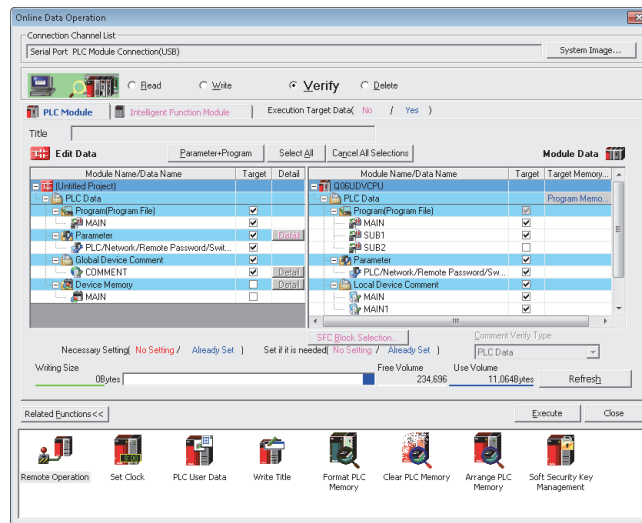 Online Data Operation
Connection Channel List
Serial Port PLC Module Connection(USB)
System Image...
Read
Write
Verify
Delete
PLC Module
Intelligent Function Module
Execution Target Data( No / Yes )
Title
Edit Data
Parameter+Program
Select All
Cancel All Selections
Module Data
Module Name/Data Name Target Detail
(Untitled Project)
PLC Data
Program(Program File)
MAIN
Parameter Detail
PLC/Network/Remote Password/Swit...
Global Device Comment
COMMENT Detail
Device Memory Detail
MAIN
Module Name/Data Name Target Target Memory...
Q06UDVCPU
PLC Data Program Memo...
Program(Program File)
MAIN
SUB1
SUB2
Parameter
PLC/Network/Remote Password/Sw...
Local Device Comment
MAIN
MAIN1
SFC Block Selection...
Comment Verify Type
Necessary Setting( No Setting / Already Set )
Set if it is needed( No Setting / Already Set )
PLC Data
Writing Size
0Bytes
Free Volume
234,696
Use Volume
11,064Bytes
Refresh
Related Functions<<
Execute
Close
Remote Operation
Set Clock
PLC User Data
Write Title
Format PLC
Memory
Clear PLC Memory
Arrange PLC
Memory
Soft Security Key
Management